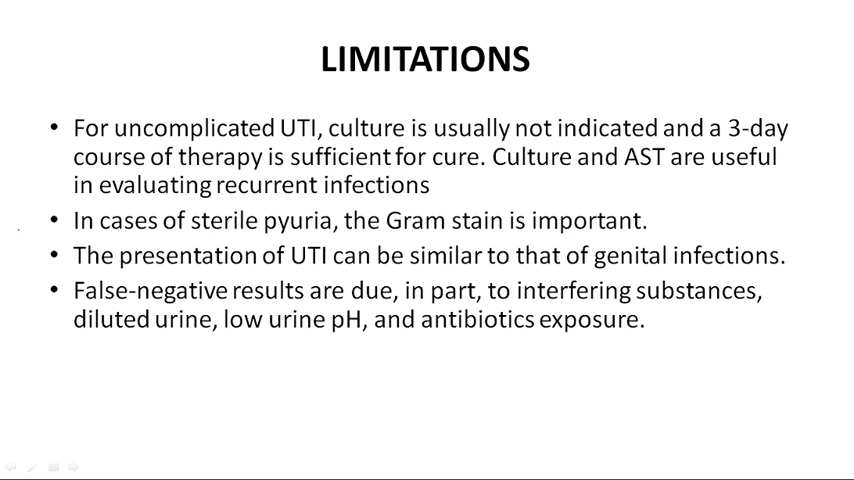 LIMITATIONS
• For uncomplicated UTI, culture is usually not indicated and a 3-day
course of therapy is sufficient for cure. Culture and AST are useful
in evaluating recurrent infections
• In cases of sterile pyuria, the Gram stain is important.
• The presentation of UTI can be similar to that of genital infections.
• False-negative results are due, in part, to interfering substances,
diluted urine, low urine pH, and antibiotics exposure.